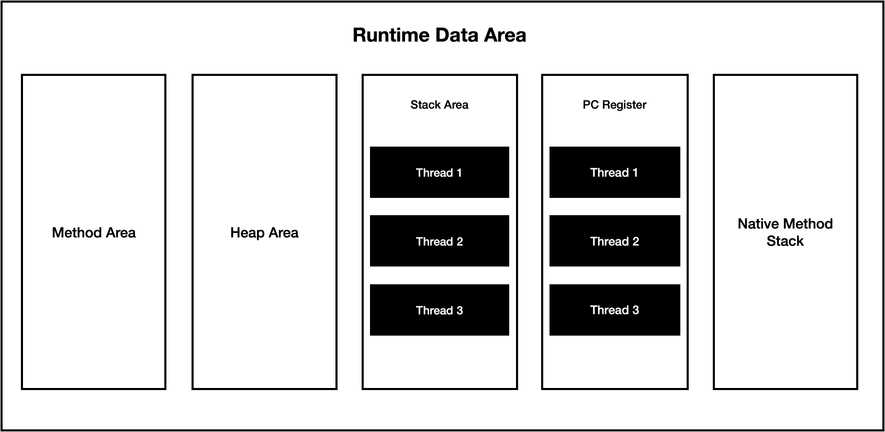 Runtime Data Area
Method Area
Heap Area
Stack Area
Thread 1
Thread 2
Thread 3
PC Register
Thread 1
Thread 2
Thread 3
Native Method
Stack